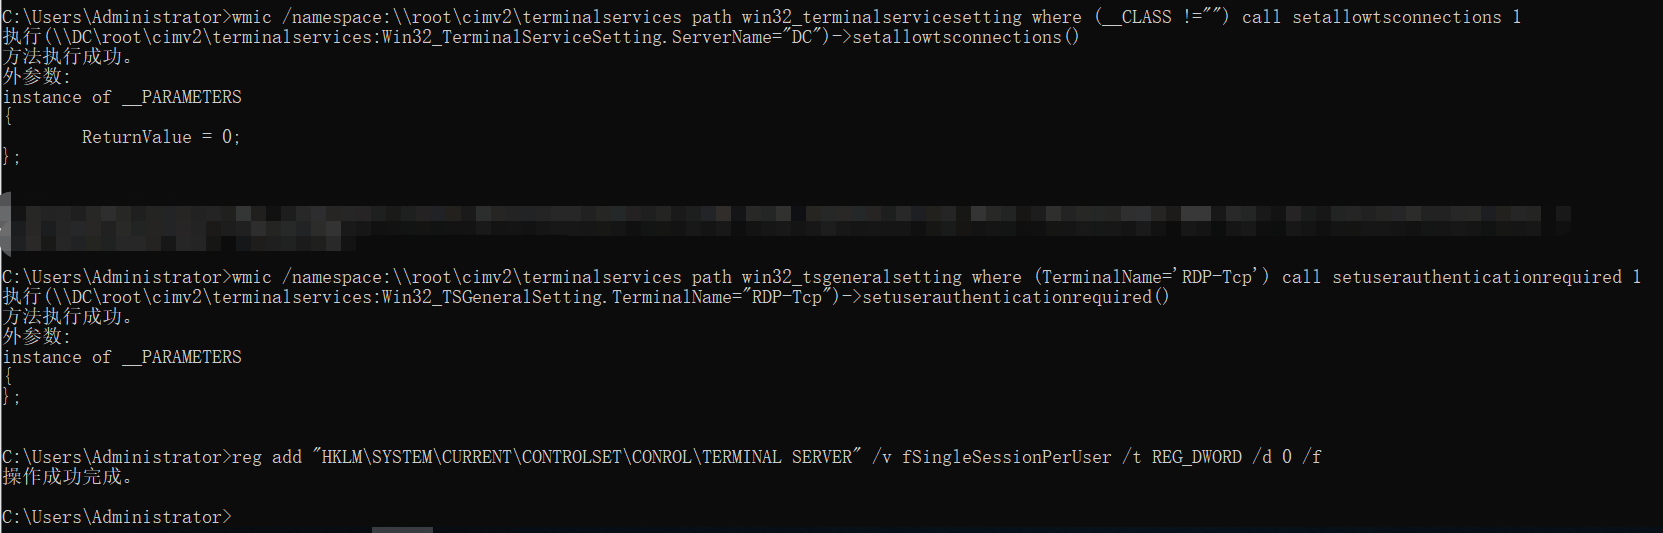 C:\Users\Administrator>wmic /namespace:\\root\cimv2\terminalservices path win32_terminalservicesetting where (__CLASS !="") call setallowtsconnections 1
执行(\\DC\root\cimv2\terminalservices:Win32_TerminalServiceSetting.ServerName="DC")->setallowtsconnections()
方法执行成功。
外参数:
instance of __PARAMETERS
{
        ReturnValue = 0;
};
C:\Users\Administrator>wmic /namespace:\\root\cimv2\terminalservices path win32_tsgeneralsetting where (TerminalName='RDP-Tcp') call setuserauthenticationrequired 1
执行(\\DC\root\cimv2\terminalservices:Win32_TSGeneralSetting.TerminalName="RDP-Tcp")->setuserauthenticationrequired()
方法执行成功。
外参数:
instance of __PARAMETERS
{
};
C:\Users\Administrator>reg add "HKLM\SYSTEM\CURRENT\CONTROLSET\CONROL\TERMINAL SERVER" /v fSingleSessionPerUser /t REG_DWORD /d 0 /f
操作成功完成。
C:\Users\Administrator>